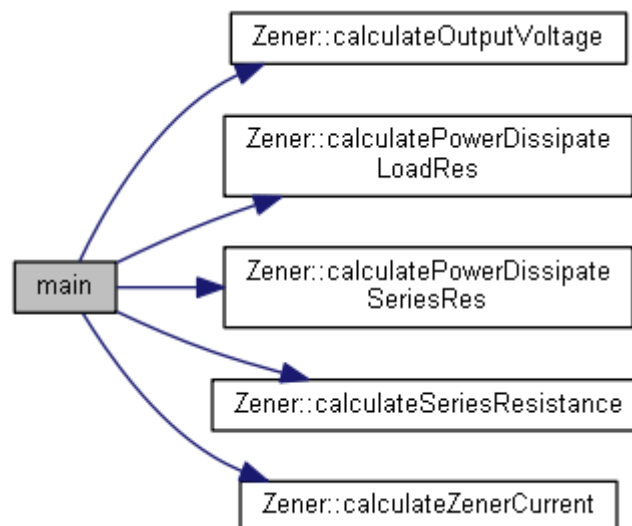 Zener::calculateOutputVoltage
Zener::calculatePowerDissipate
LoadRes
main
Zener::calculatePowerDissipate
SeriesRes
Zener::calculateSeriesResistance
Zener::calculateZenerCurrent